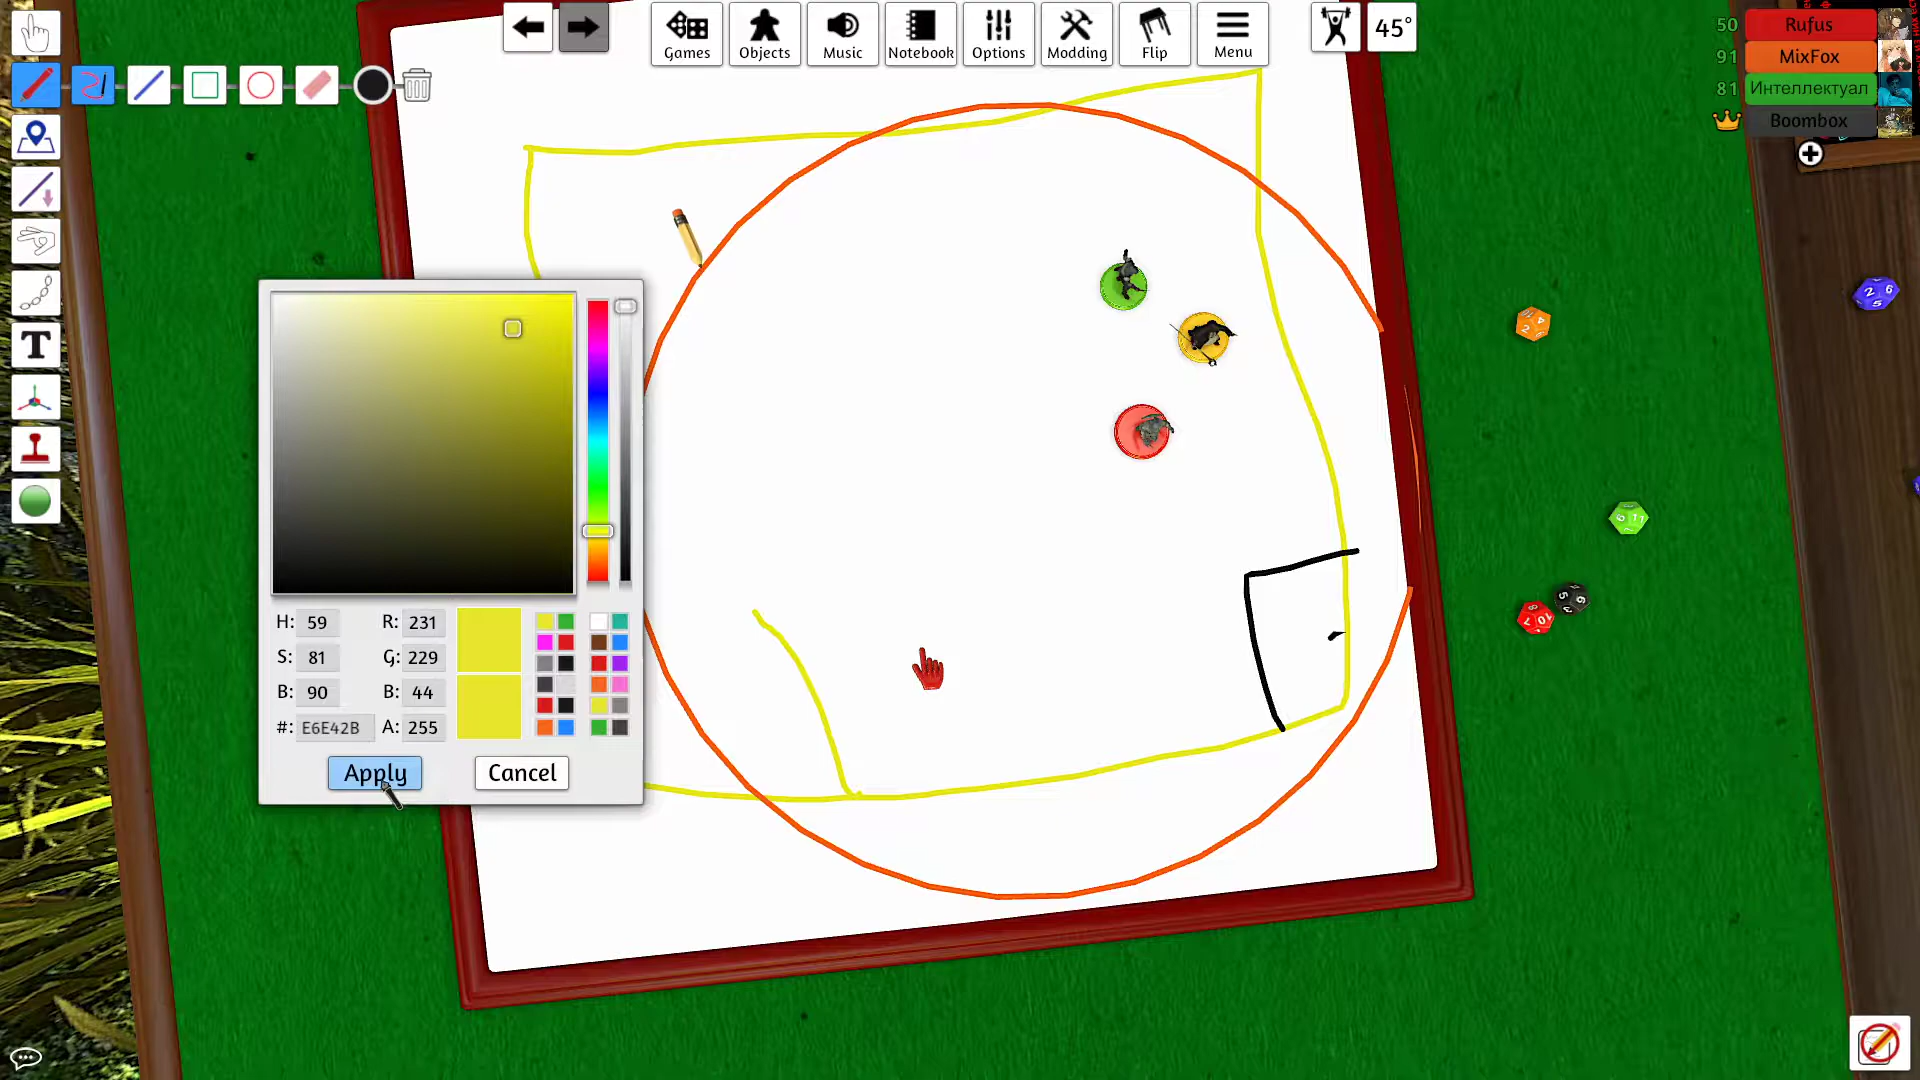 Games
Objects
Music
Notebook
Options
Modding
Flip
Menu
45°
50 Rufus
91 MixFox
81 Интеллектуал
Boombox
T
H: 59 R: 231
S: 81 G: 229
B: 90 B: 44
#: E6E42B A: 255
Apply Cancel